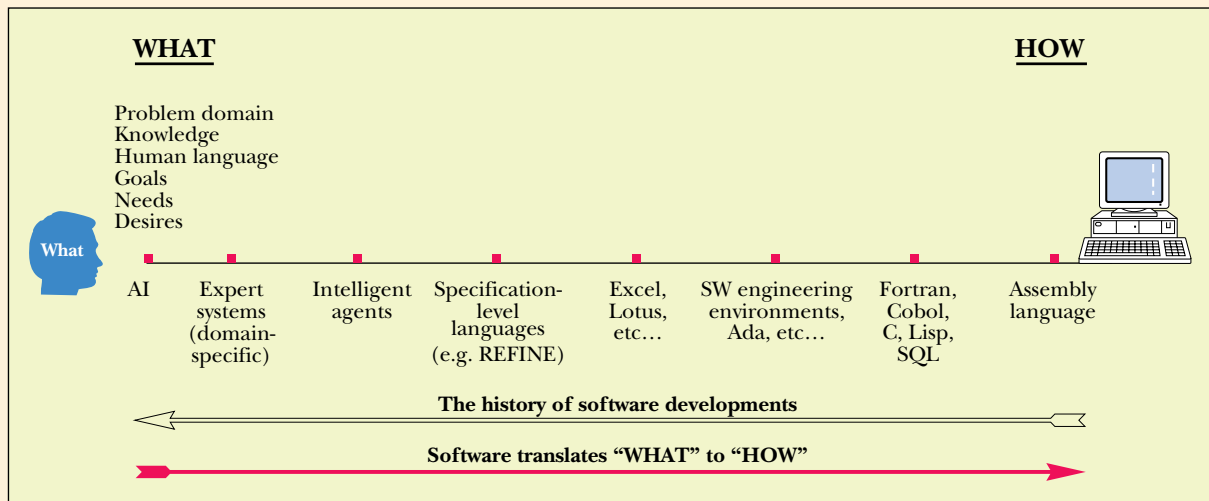 WHAT
HOW
Problem domain
Knowledge
Human language
Goals
Needs
Desires
What
AI
Expert
systems
(domain-
specific)
Intelligent
agents
Specification-
level
languages
(e.g. REFINE)
Excel,
Lotus,
etc…
SW engineering
environments,
Ada, etc…
Fortran,
Cobol,
C, Lisp,
SQL
Assembly
language
The history of software developments
Software translates “WHAT” to “HOW”